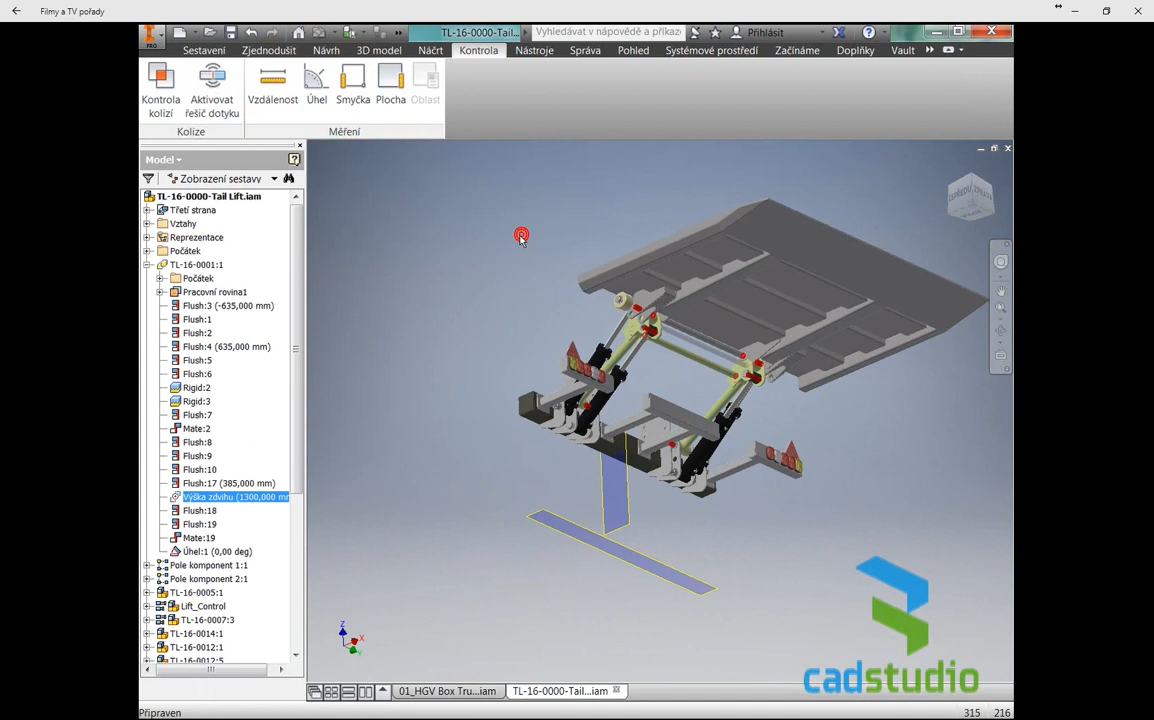 Filmy a TV pořady
TL-16-0000-Tail...
Vyhledávat v nápovědě a příkaze
Přihlásit
PRO
Sestavení
Zjednodušit
Návrh
3D model
Náčrt
Kontrola
Nástroje
Správa
Pohled
Systémové prostředí
Začínáme
Doplňky
Vault
Kontrola kolizí
Aktivovat řešič dotyku
Vzdálenost
Úhel
Smyčka
Plocha
Oblast
Kolize
Měření
Model
Zobrazení sestavy
TL-16-0000-Tail Lift.iam
Třetí strana
Vztahy
Reprezentace
Počátek
TL-16-0001:1
Počátek
Pracovní rovina1
Flush:3 (-635,000 mm)
Flush:1
Flush:2
Flush:4 (635,000 mm)
Flush:5
Flush:6
Rigid:2
Rigid:3
Flush:7
Mate:2
Flush:8
Flush:9
Flush:10
Flush:17 (385,000 mm)
Výška zdvihu (1300,000 mm
Flush:18
Flush:19
Mate:19
Úhel:1 (0,00 deg)
Pole komponent 1:1
Pole komponent 2:1
TL-16-0005:1
Lift_Control
TL-16-0007:3
TL-16-0014:1
TL-16-0012:1
TL-16-0012:5
Z
X
Y
cadstudio
01_HGV Box Tru...iam
TL-16-0000-Tail...iam
Připraven
315
216